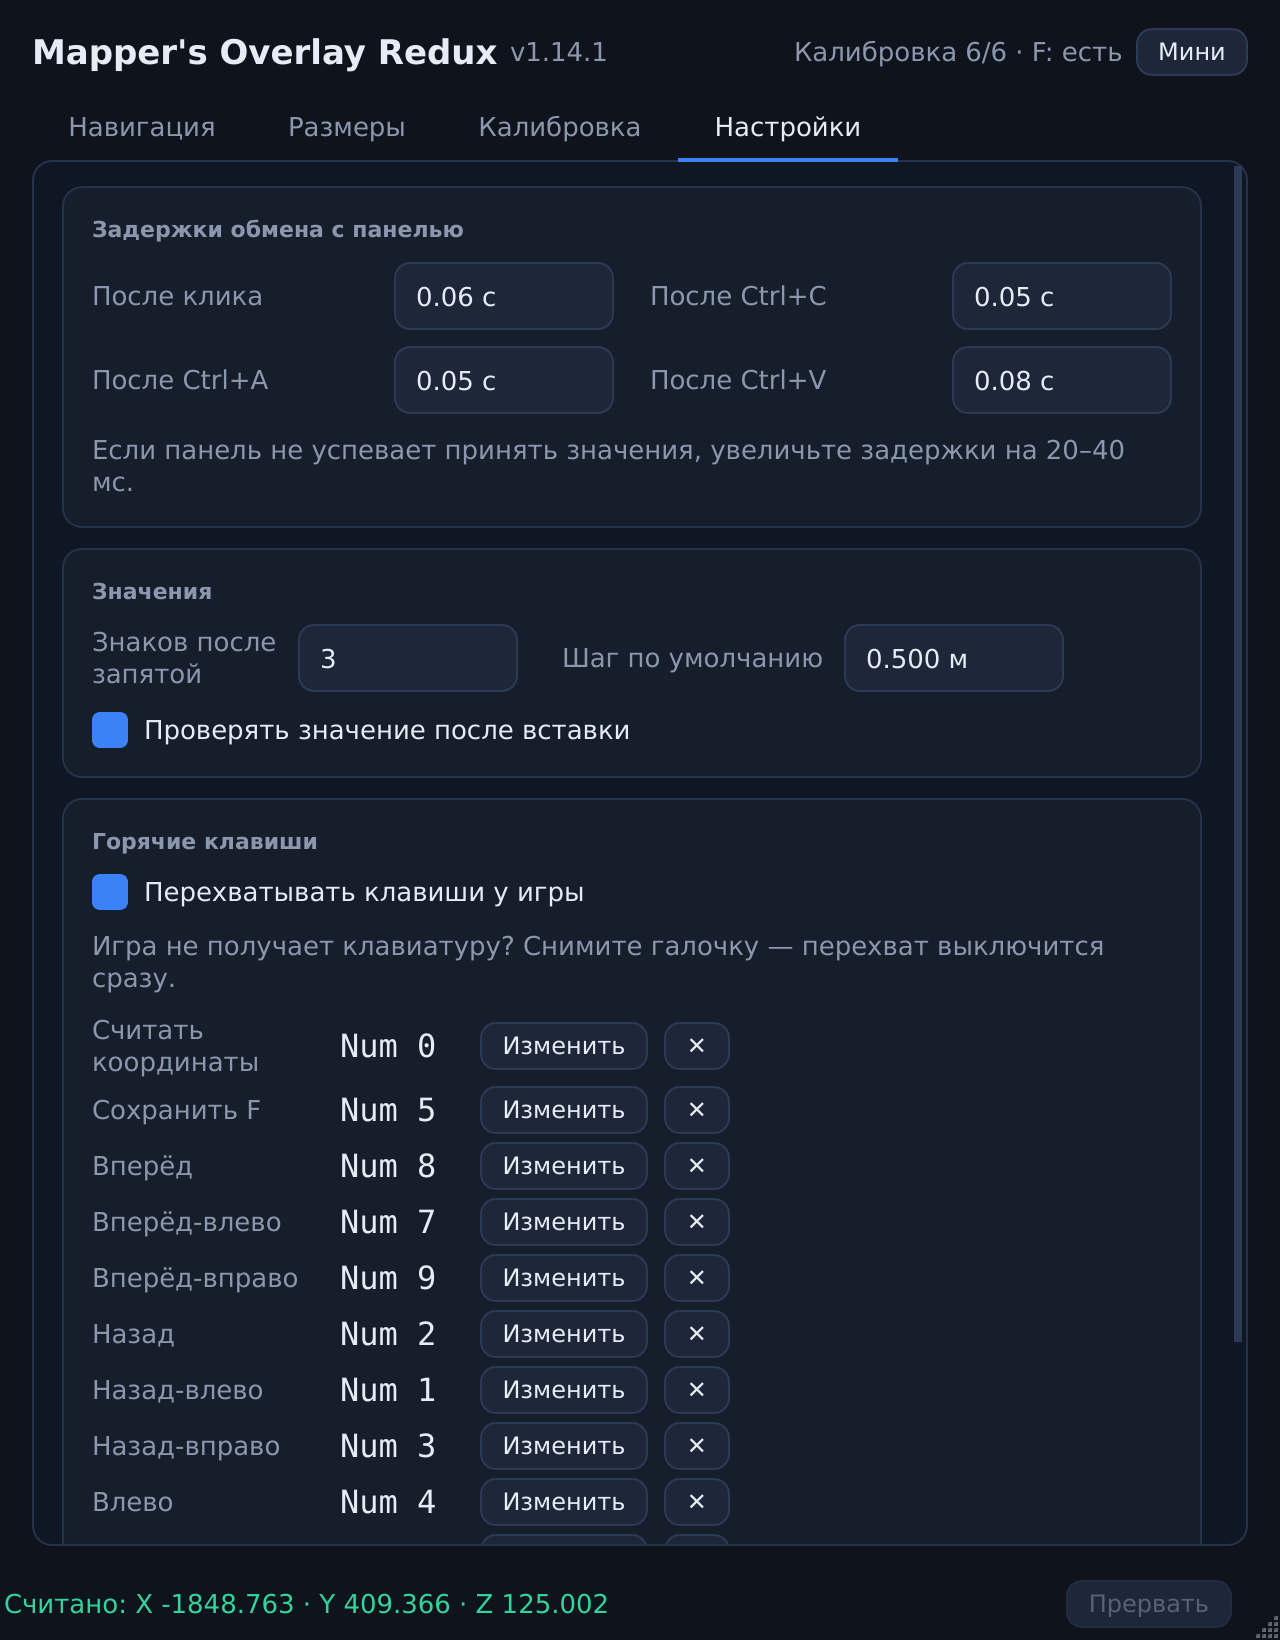 Mapper's Overlay Redux v1.14.1 Калибровка 6/6 · F: есть Мини
Навигация Размеры Калибровка Настройки
Задержки обмена с панелью
После клика 0.06 с После Ctrl+C 0.05 с
После Ctrl+A 0.05 с После Ctrl+V 0.08 с
Если панель не успевает принять значения, увеличьте задержки на 20–40
мс.
Значения
Знаков после
запятой 3 Шаг по умолчанию 0.500 м
Проверять значение после вставки
Горячие клавиши
Перехватывать клавиши у игры
Игра не получает клавиатуру? Снимите галочку — перехват выключится
сразу.
Считать
координаты Num 0 Изменить ✕
Сохранить F Num 5 Изменить ✕
Вперёд Num 8 Изменить ✕
Вперёд-влево Num 7 Изменить ✕
Вперёд-вправо Num 9 Изменить ✕
Назад Num 2 Изменить ✕
Назад-влево Num 1 Изменить ✕
Назад-вправо Num 3 Изменить ✕
Влево Num 4 Изменить ✕
Считано: X -1848.763 · Y 409.366 · Z 125.002 Прервать